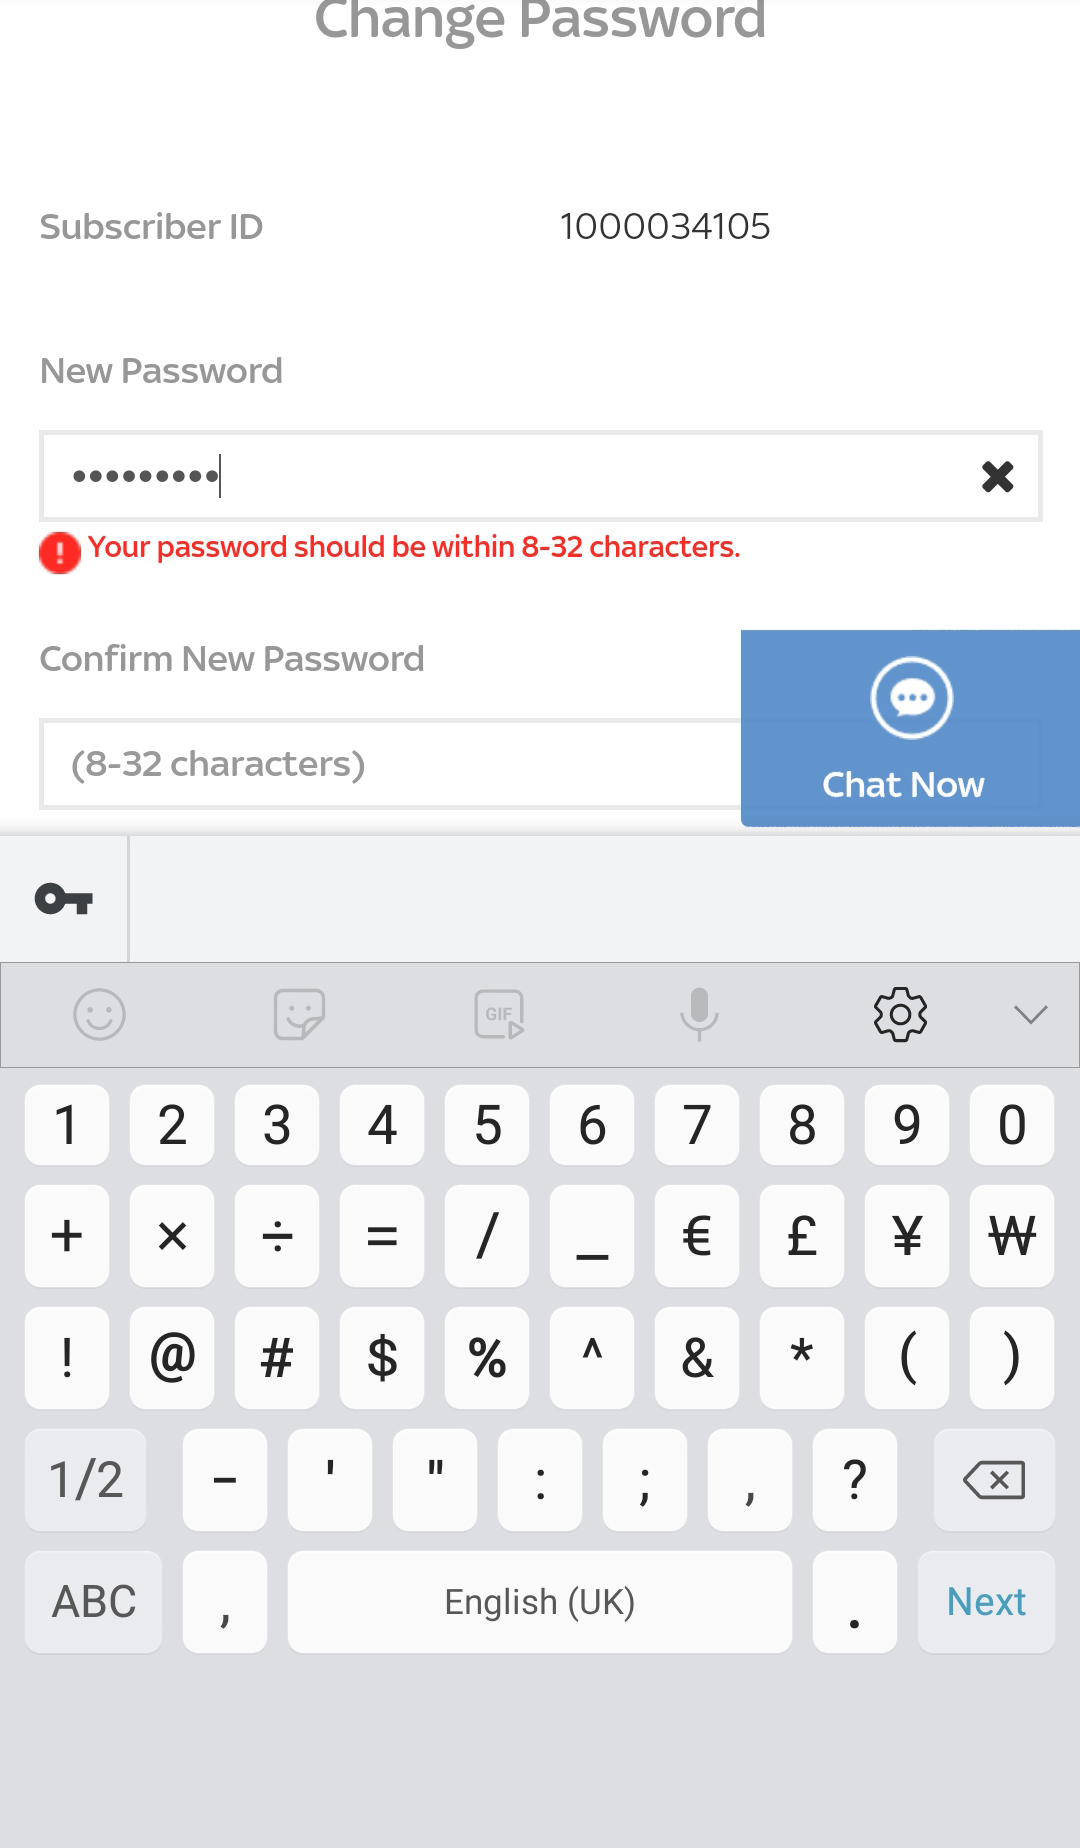 Change Password
Subscriber ID 1000034105
New Password
•••••••••
Your password should be within 8-32 characters.
Confirm New Password
(8-32 characters)
Chat Now
GIF
1 2 3 4 5 6 7 8 9 0
+ × ÷ = / _ € £ ¥ ₩
! @ # $ % ^ & * ( )
1/2 - ' " : ; , ?
ABC , English (UK) . Next